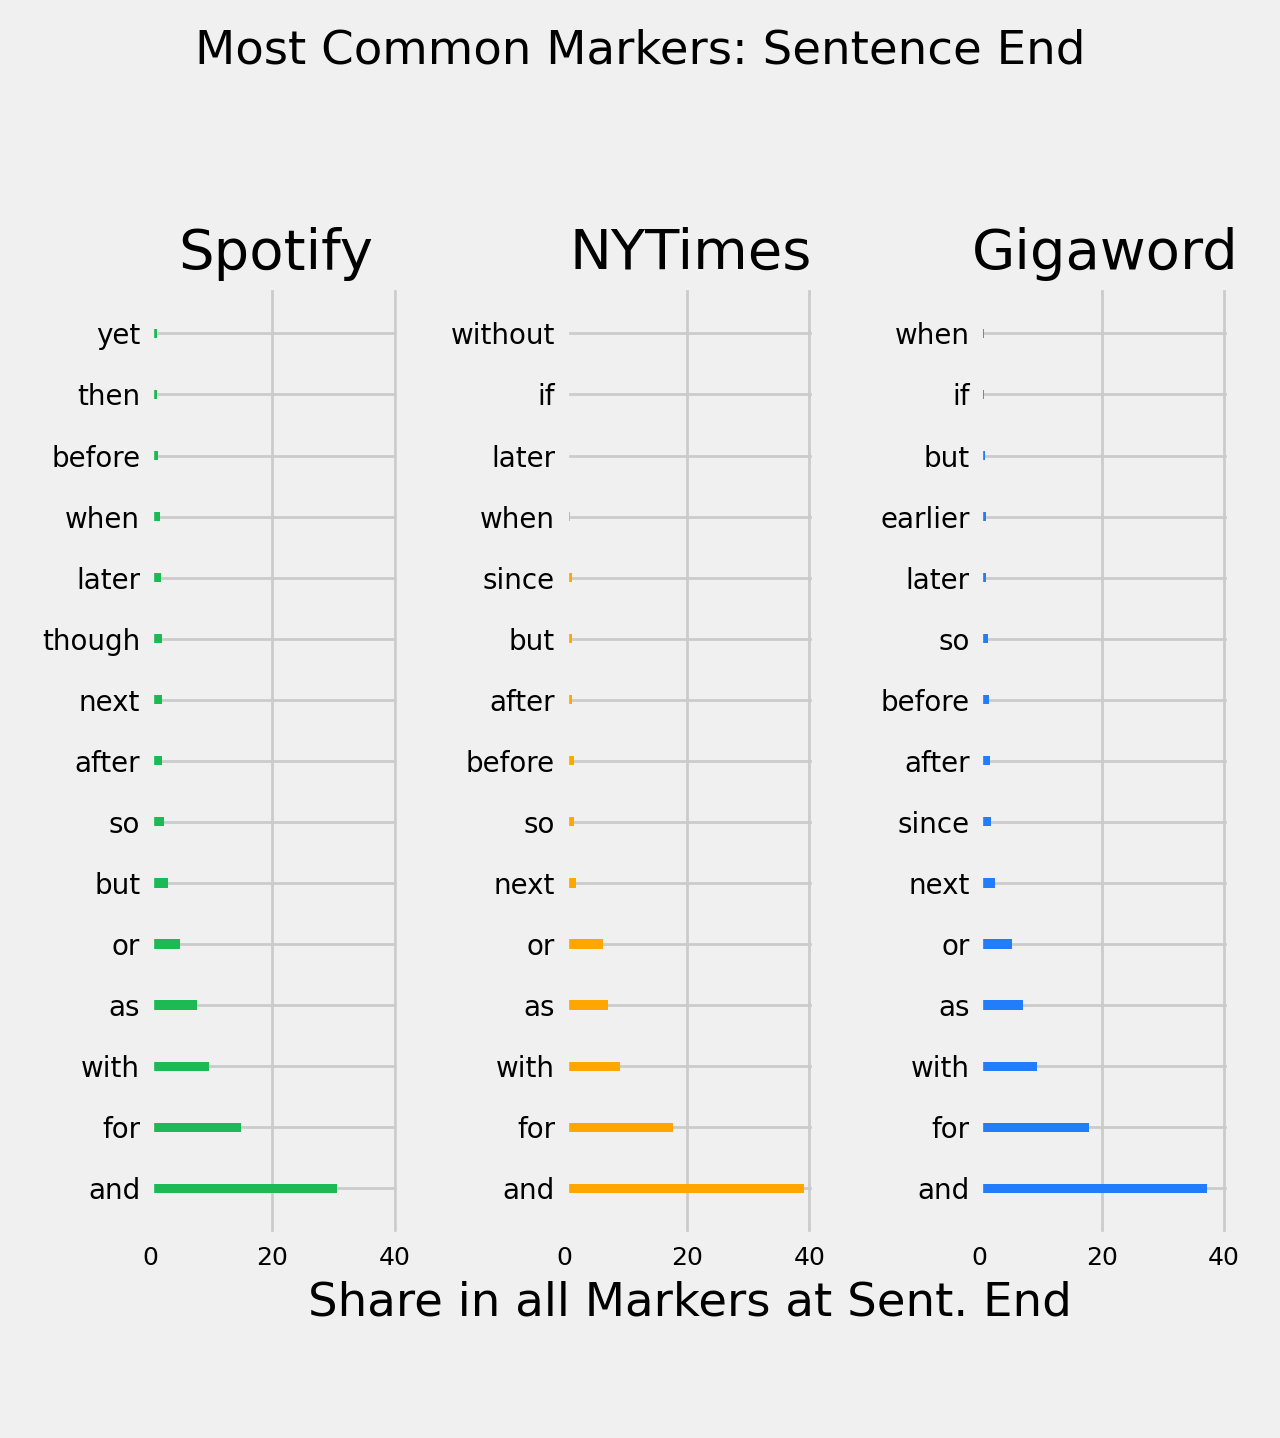 Most Common Markers: Sentence End
Spotify
yet
then
before
when
later
though
next
after
so
but
or
as
with
for
and
0 20 40
NYTimes
without
if
later
when
since
but
after
before
so
next
or
as
with
for
and
0 20 40
Gigaword
when
if
but
earlier
later
so
before
after
since
next
or
as
with
for
and
0 20 40
Share in all Markers at Sent. End